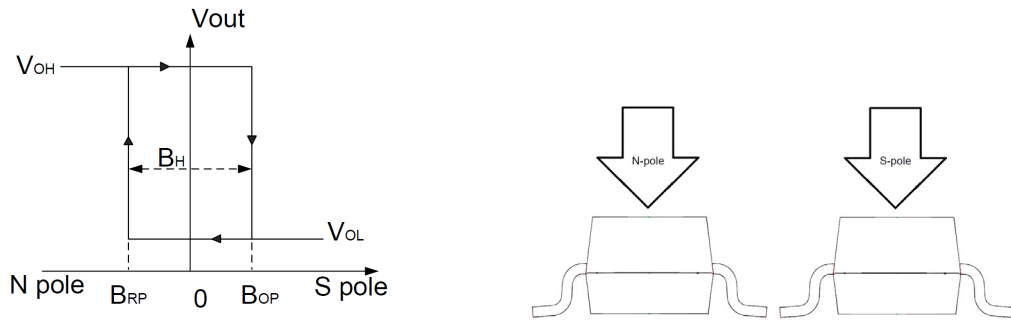 Vout
VOH
BH
VOL
N pole
BRP
0
BOP
S pole
N-pole
S-pole